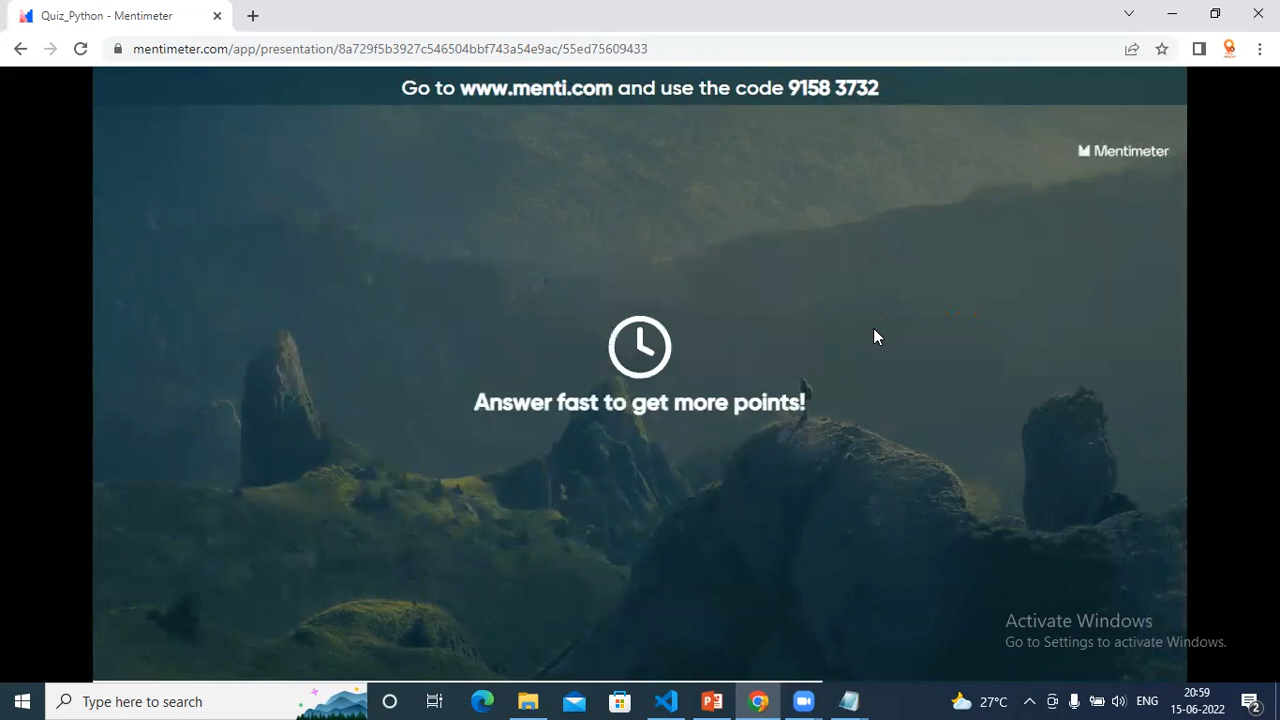 Quiz_Python - Mentimeter
mentimeter.com/app/presentation/8a729f5b3927c546504bbf743a54e9ac/55ed75609433
Go to www.menti.com and use the code 9158 3732
Mentimeter
Answer fast to get more points!
Activate Windows
Go to Settings to activate Windows.
Type here to search
27°C
ENG
20:59
15-06-2022
2